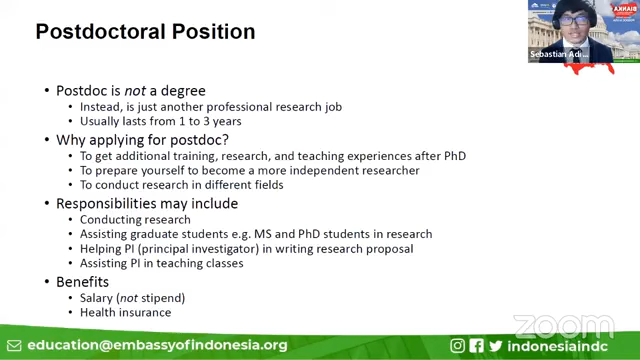 Postdoctoral Position
Sebastian Adi...
• Postdoc is not a degree
• Instead, is just another professional research job
• Usually lasts from 1 to 3 years
• Why applying for postdoc?
• To get additional training, research, and teaching experiences after PhD
• To prepare yourself to become a more independent researcher
• To conduct research in different fields
• Responsibilities may include
• Conducting research
• Assisting graduate students e.g. MS and PhD students in research
• Helping PI (principal investigator) in writing research proposal
• Assisting PI in teaching classes
• Benefits
• Salary (not stipend)
• Health insurance
zoom
education@embassyofindonesia.org
indonesiaindc